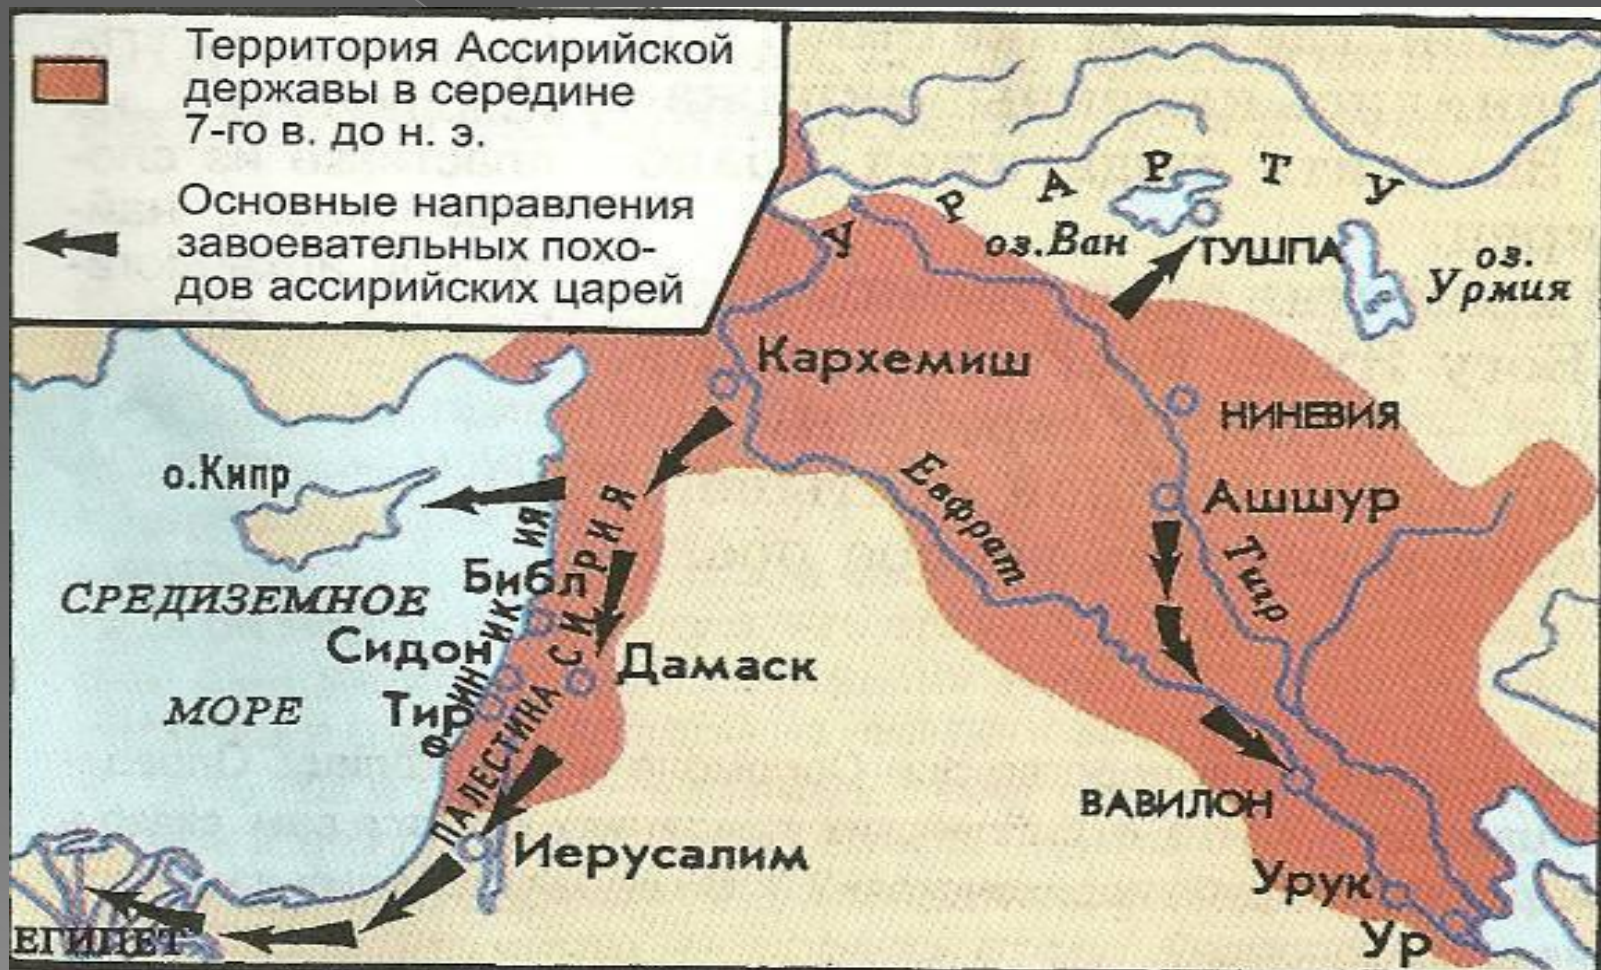 Территория Ассирийской
державы в середине
7-го в. до н. э.
Основные направления
завоевательных похо-
дов ассирийских царей
УРАРТУ
оз.Ван
ТУШПА
оз.
Урмия
Кархемиш
НИНЕВИЯ
о.Кипр
Евфрат
Ашшур
Тигр
СИРИЯ
ФИНИКИЯ
Библ
СРЕДИЗЕМНОЕ
МОРЕ
Сидон
Дамаск
Тир
ПАЛЕСТИНА
ВАВИЛОН
Иерусалим
Урук
Ур
ЕГИПЕТ